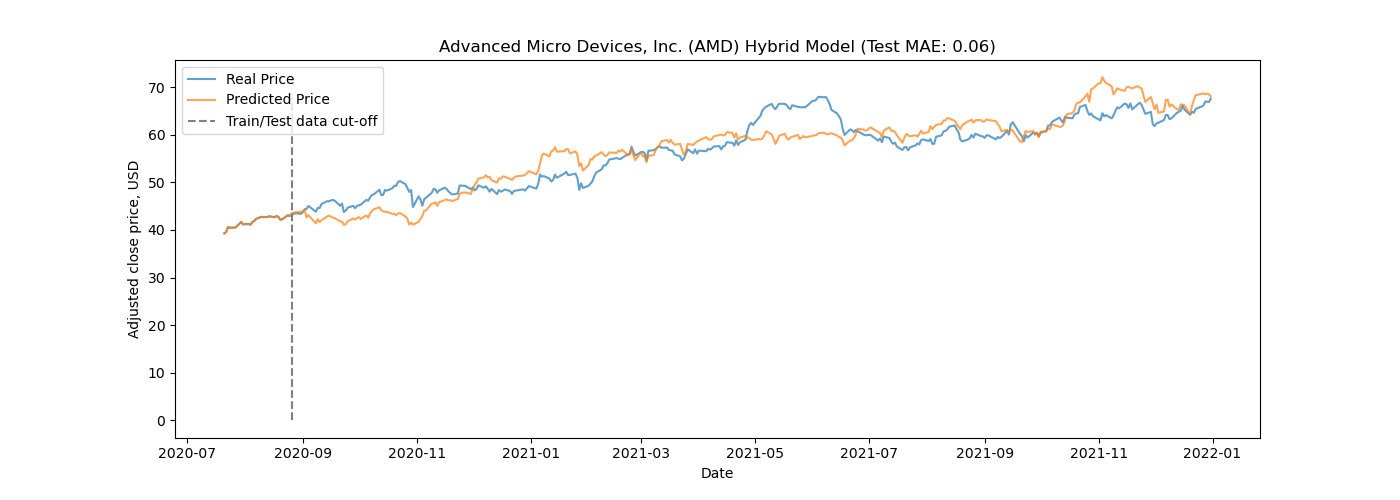 Advanced Micro Devices, Inc. (AMD) Hybrid Model (Test MAE: 0.06)
Real Price
Predicted Price
Train/Test data cut-off
Adjusted close price, USD
70
60
50
40
30
20
10
0
2020-07 2020-09 2020-11 2021-01 2021-03 2021-05 2021-07 2021-09 2021-11 2022-01
Date